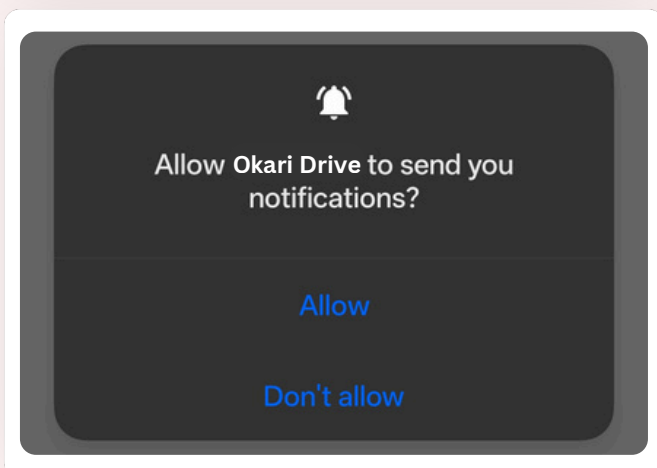 Allow Okari Drive to send you
notifications?
Allow
Don't allow